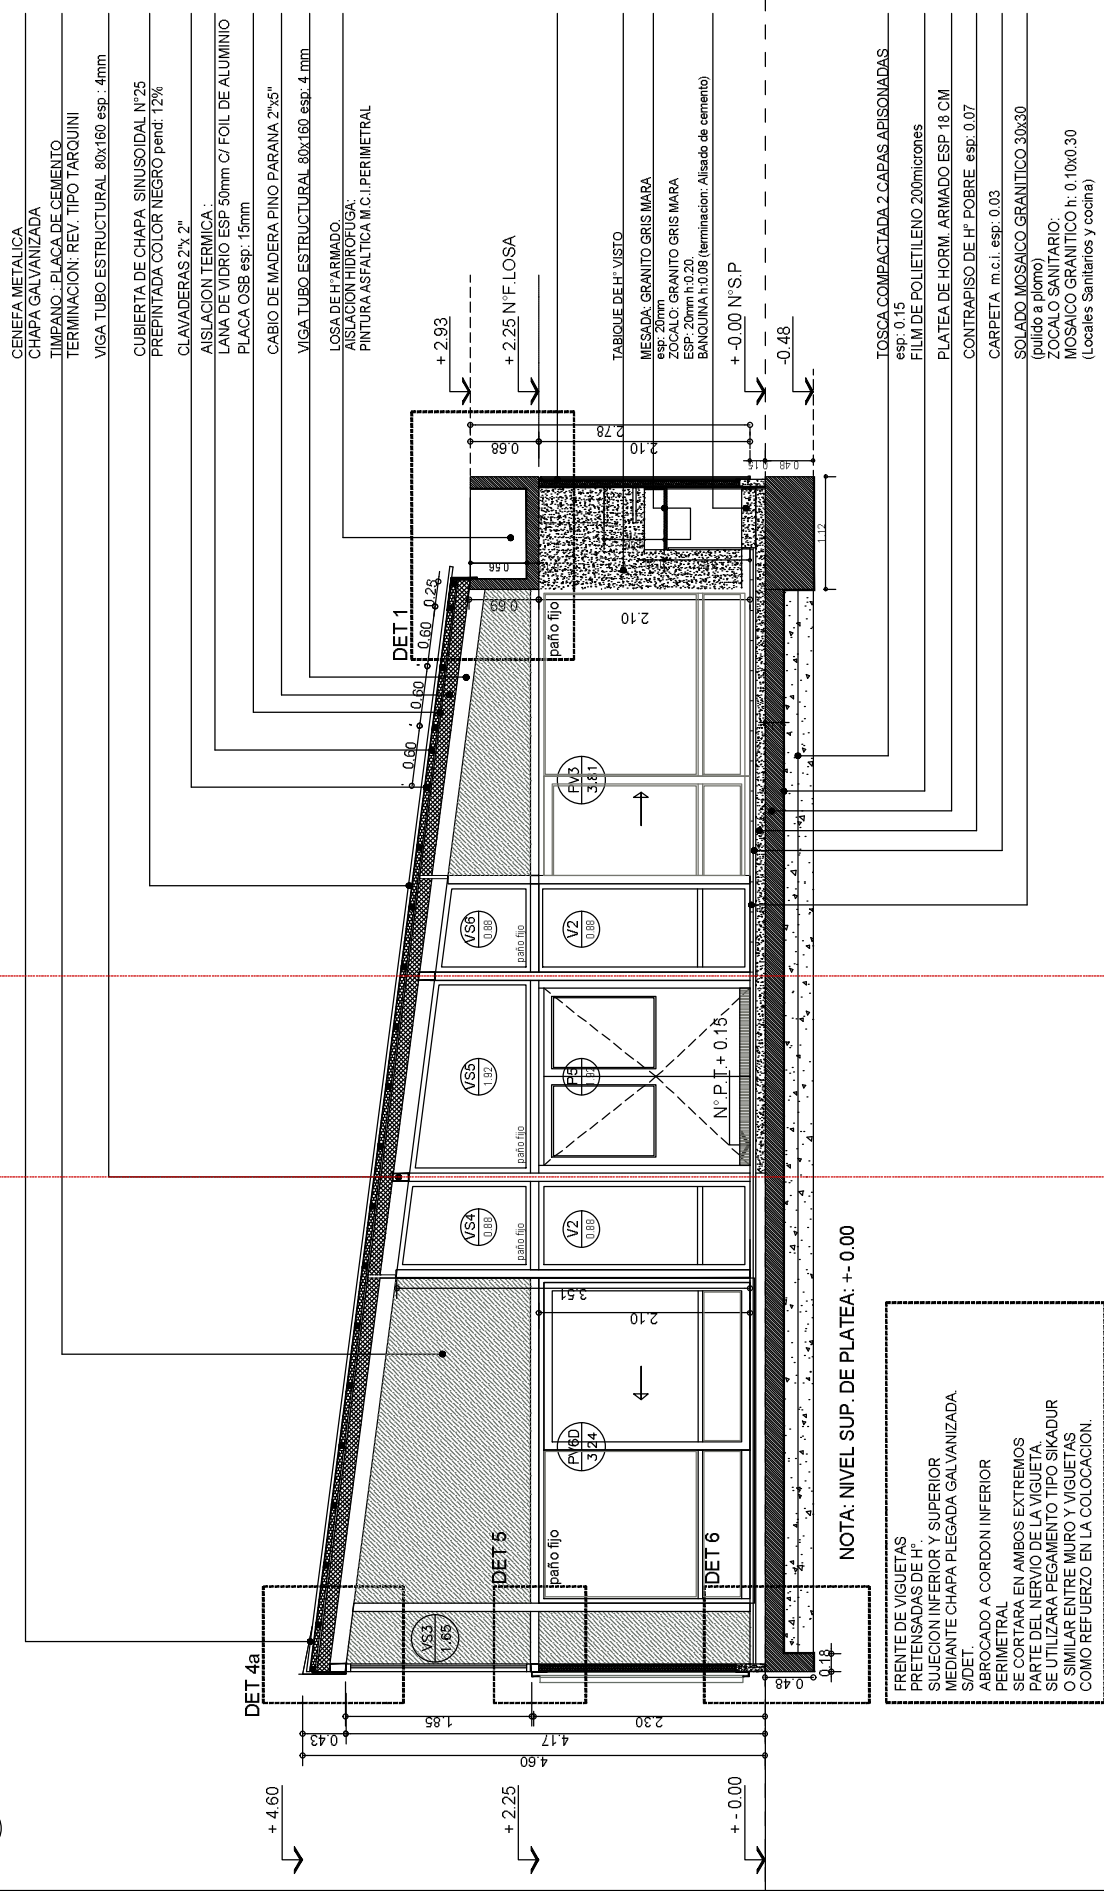 CENEFA METALICA
CHAPA GALVANIZADA
TIMPANO : PLACA DE CEMENTO
TERMINACION: REV. TIPO TARQUINI
VIGA TUBO ESTRUCTURAL 80x160 esp : 4mm
CUBIERTA DE CHAPA SINUSOIDAL N°25
PREPINTADA COLOR NEGRO pend: 12%
CLAVADERAS 2"x 2"
AISLACION TERMICA :
LANA DE VIDRIO ESP 50mm C/ FOIL DE ALUMINIO
PLACA OSB esp: 15mm
CABIO DE MADERA PINO PARANA 2"x5"
VIGA TUBO ESTRUCTURAL 80x160 esp: 4 mm
LOSA DE H°ARMADO.
AISLACION HIDROFUGA:
PINTURA ASFALTICA M.C.I.PERIMETRAL
+ 2.93
+ 2.25 N°F.LOSA
TABIQUE DE H° VISTO
MESADA: GRANITO GRIS MARA
esp: 20mm
ZOCALO: GRANITO GRIS MARA
ESP: 20mm h:0.20.
BANQUINA h:0.08 (terminacion: Alisado de cemento)
+ -0.00 N°S.P
-0.48
TOSCA COMPACTADA 2 CAPAS APISONADAS
esp: 0.15
FILM DE POLIETILENO 200micrones
PLATEA DE HORM. ARMADO ESP 18 CM
CONTRAPISO DE H° POBRE esp: 0.07
CARPETA m.c.i. esp: 0.03
SOLADO MOSAICO GRANITICO 30x30
(pulido a plomo)
ZOCALO SANITARIO:
MOSAICO GRANITICO h: 0.10x0.30
(Locales Sanitarios y cocina)
DET 1
0.68
2.78
2.10
0.15
0.48
1.12
0.56
0.69
2.10
paño fijo
0.25
0.60
0.60
0.60
PV3
3.81
VS6
0.88
paño fijo
V2
0.88
VS5
1.92
paño fijo
P5
1.92
N°.P.T.+ 0.15
VS4
0.88
paño fijo
V2
0.88
3.51
2.10
PV6D
3.24
paño fijo
VS3
1.65
DET 4a
DET 5
DET 6
0.18
0.48
0.43
1.85
4.17
2.30
4.60
+ 4.60
+ 2.25
+ - 0.00
NOTA: NIVEL SUP. DE PLATEA: +- 0.00
FRENTE DE VIGUETAS
PRETENSADAS DE H°.
SUJECION INFERIOR Y SUPERIOR
MEDIANTE CHAPA PLEGADA GALVANIZADA.
S/DET.
ABROCADO A CORDON INFERIOR
PERIMETRAL
SE CORTARA EN AMBOS EXTREMOS
PARTE DEL NERVIO DE LA VIGUETA.
SE UTILIZARA PEGAMENTO TIPO SIKADUR
O SIMILAR ENTRE MURO Y VIGUETAS
COMO REFUERZO EN LA COLOCACION.